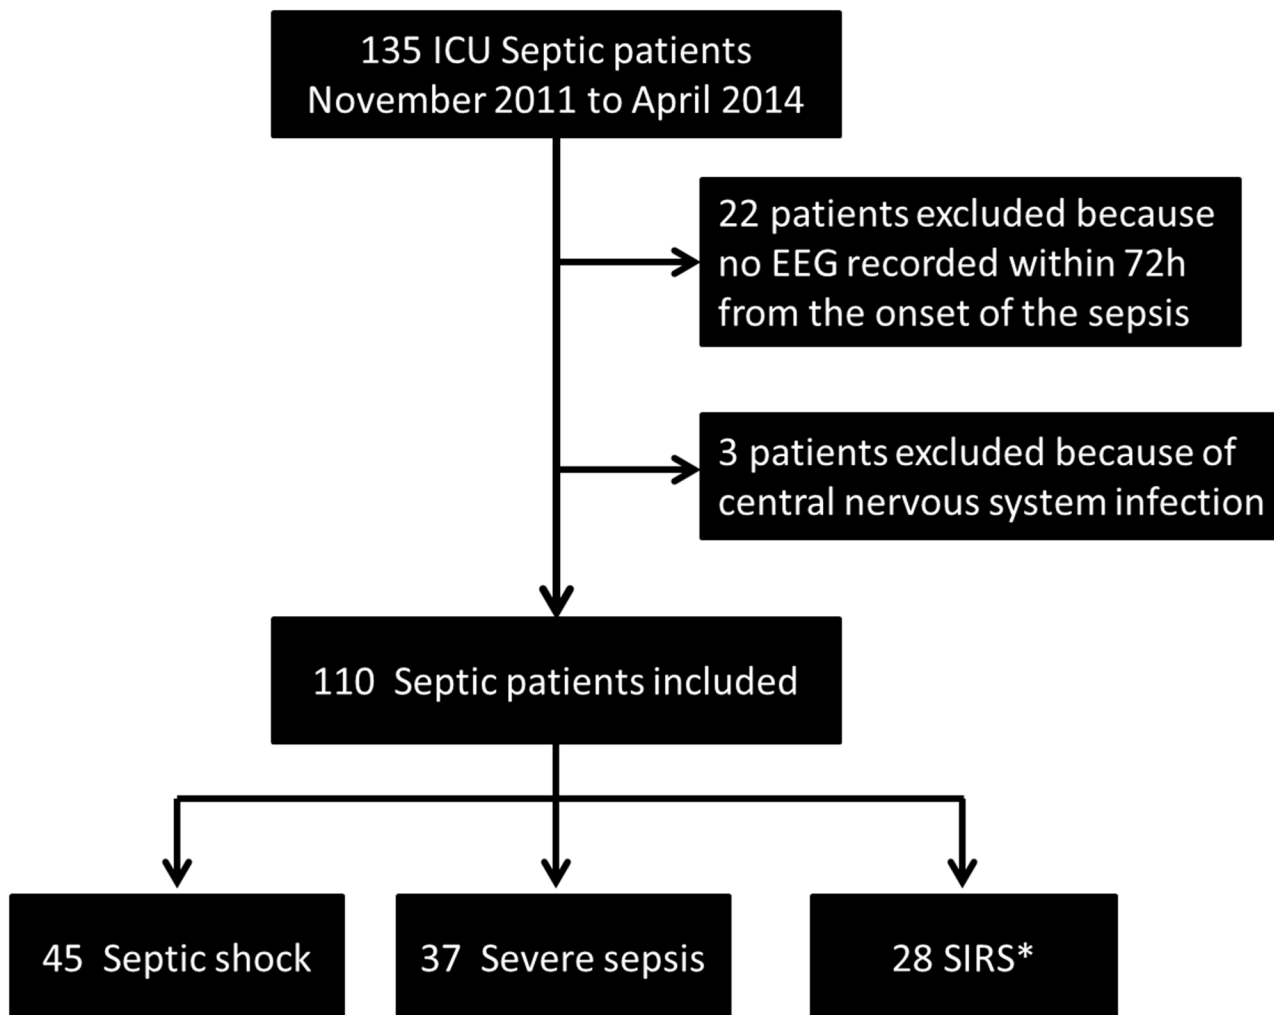 135 ICU Septic patients
November 2011 to April 2014
22 patients excluded because
no EEG recorded within 72h
from the onset of the sepsis
3 patients excluded because of
central nervous system infection
110 Septic patients included
45 Septic shock
37 Severe sepsis
28 SIRS*